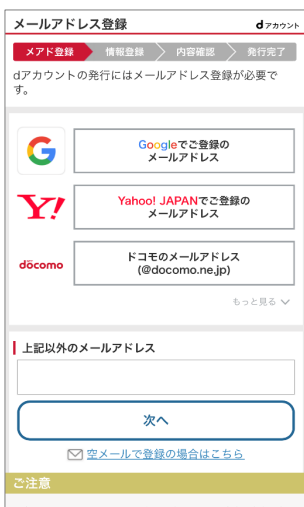 メールアドレス登録
dアカウント
メアド登録 情報登録 内容確認 発行完了
dアカウントの発行にはメールアドレス登録が必要で
す。
G
Googleでご登録の
メールアドレス
Y!
Yahoo! JAPANでご登録の
メールアドレス
döcomo
ドコモのメールアドレス
(@docomo.ne.jp)
もっと見る
上記以外のメールアドレス
次へ
空メールで登録の場合はこちら
ご注意